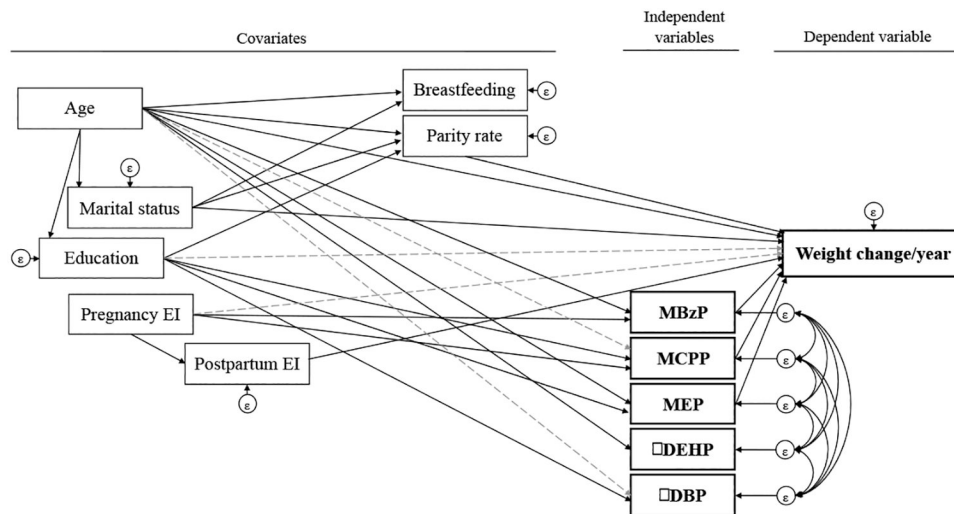 Covariates
Independent
variables
Dependent variable
Age
Breastfeeding
ε
Parity rate
ε
ε
Marital status
ε
Education
ε
Weight change/year
Pregnancy EI
Postpartum EI
ε
MBzP
ε
MCPP
ε
MEP
ε
□DEHP
ε
□DBP
ε